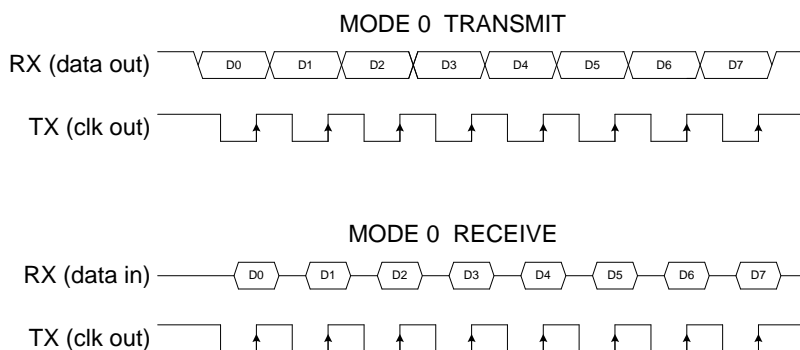 MODE 0 TRANSMIT
RX (data out) D0 D1 D2 D3 D4 D5 D6 D7
TX (clk out)
MODE 0 RECEIVE
RX (data in) D0 D1 D2 D3 D4 D5 D6 D7
TX (clk out)